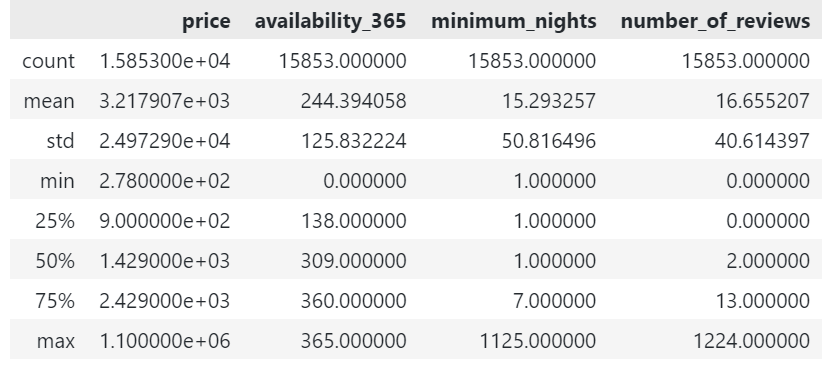 price availability_365 minimum_nights number_of_reviews
count 1.585300e+04 15853.000000 15853.000000 15853.000000
mean 3.217907e+03 244.394058 15.293257 16.655207
std 2.497290e+04 125.832224 50.816496 40.614397
min 2.780000e+02 0.000000 1.000000 0.000000
25% 9.000000e+02 138.000000 1.000000 0.000000
50% 1.429000e+03 309.000000 1.000000 2.000000
75% 2.429000e+03 360.000000 7.000000 13.000000
max 1.100000e+06 365.000000 1125.000000 1224.000000